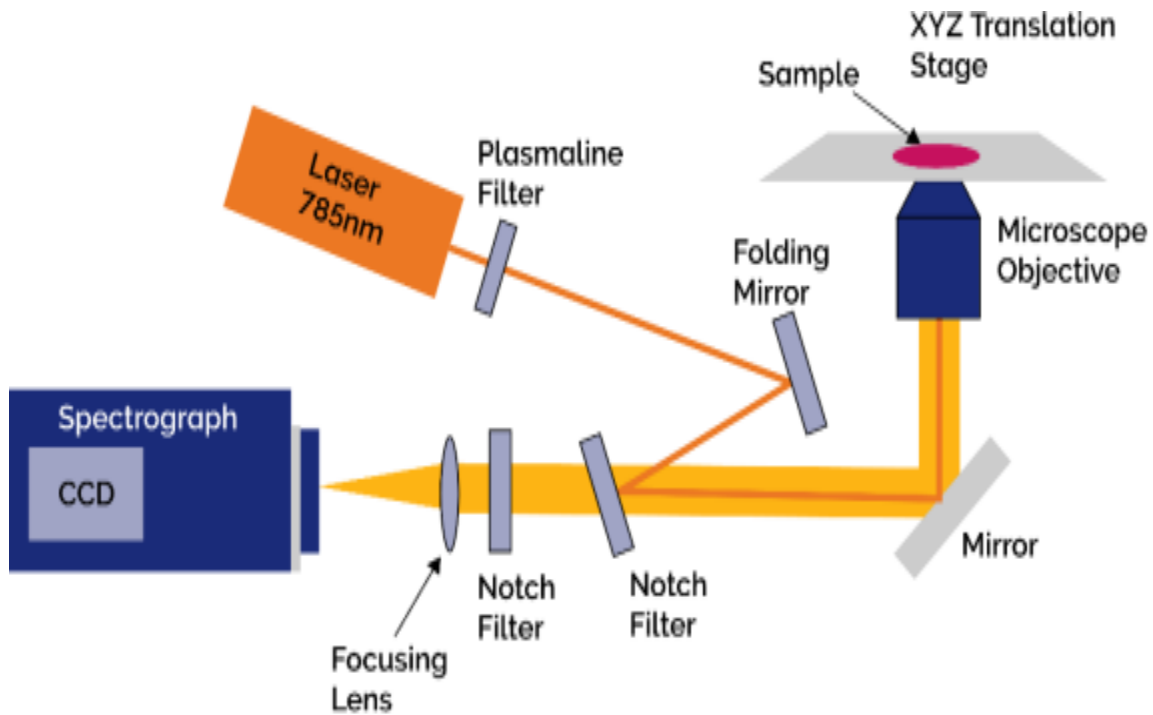 XYZ Translation
Stage
Sample
Plasmaline
Filter
Laser
785nm
Folding
Mirror
Microscope
Objective
Spectrograph
CCD
Mirror
Notch
Filter
Notch
Filter
Focusing
Lens